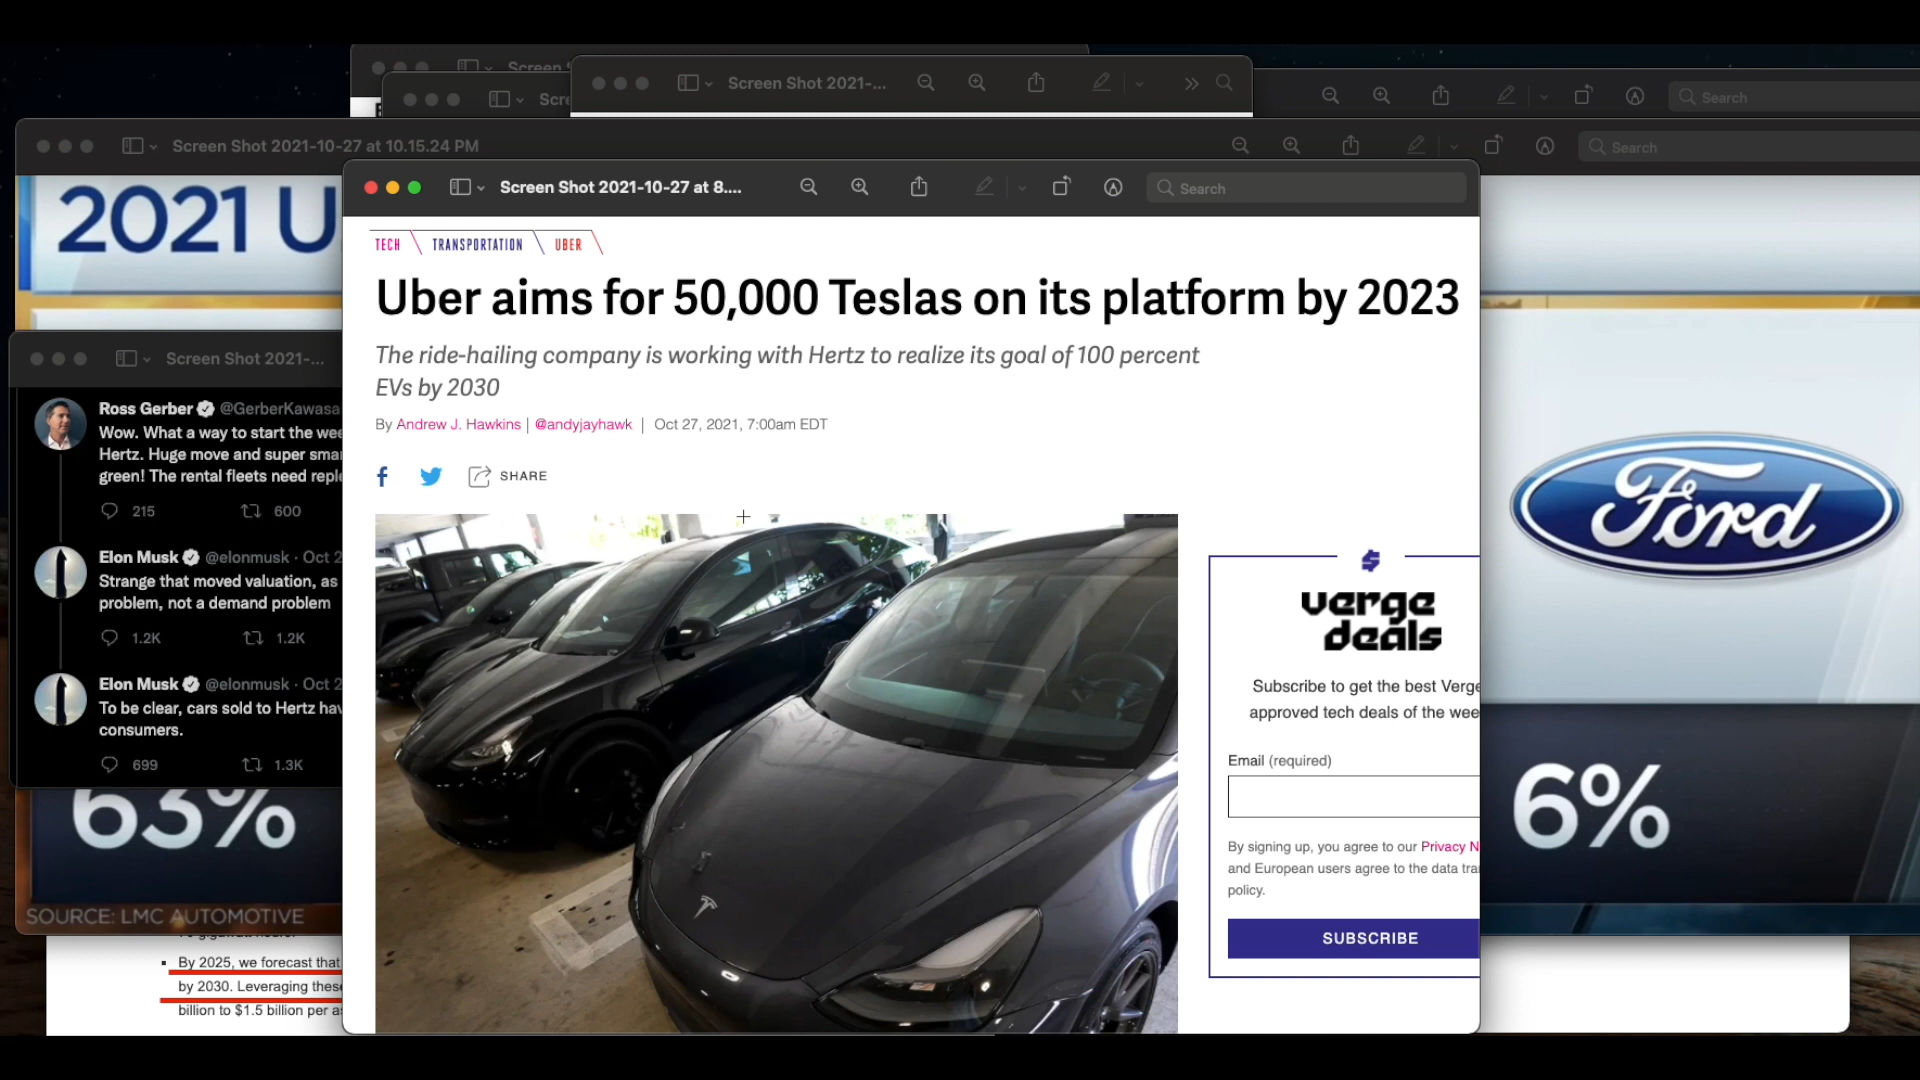 Screen
Scre
Screen Shot 2021-...
Search
Screen Shot 2021-10-27 at 10.15.24 PM
Search
Screen Shot 2021-10-27 at 8....
Search
2021 U
TECH
TRANSPORTATION
UBER
Uber aims for 50,000 Teslas on its platform by 2023
The ride-hailing company is working with Hertz to realize its goal of 100 percent
EVs by 2030
By Andrew J. Hawkins | @andyjayhawk | Oct 27, 2021, 7:00am EDT
SHARE
Screen Shot 2021-...
Ross Gerber @GerberKawasa
Wow. What a way to start the wee
Hertz. Huge move and super sma
green! The rental fleets need reple
215 600
Elon Musk @elonmusk · Oct 2
Strange that moved valuation, as
problem, not a demand problem
1.2K 1.2K
Elon Musk @elonmusk · Oct 2
To be clear, cars sold to Hertz hav
consumers.
699 1.3K
63%
SOURCE: LMC AUTOMOTIVE
▪ By 2025, we forecast that
by 2030. Leveraging these
billion to $1.5 billion per a
verge
deals
Subscribe to get the best Verge
approved tech deals of the wee
Email (required)
By signing up, you agree to our Privacy N
and European users agree to the data tra
policy.
SUBSCRIBE
Ford
6%